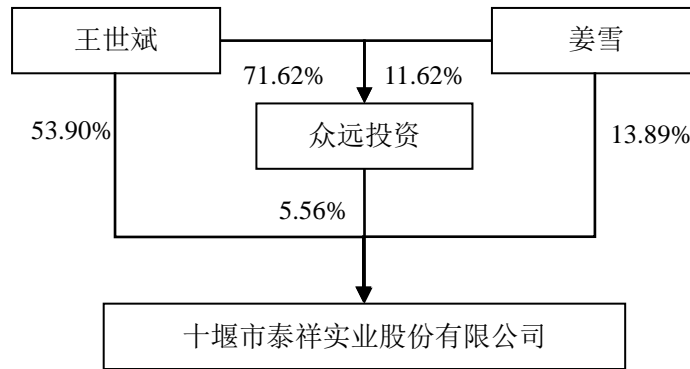 王世斌
姜雪
71.62%
11.62%
53.90%
众远投资
13.89%
5.56%
十堰市泰祥实业股份有限公司